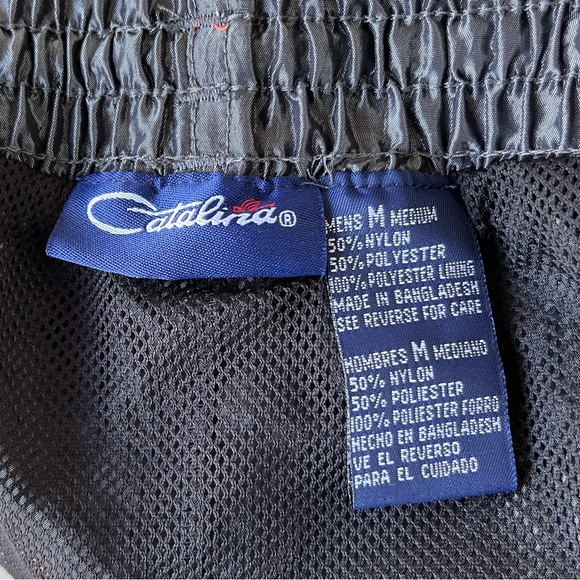 Catalina®
MENS M MEDIUM
50% NYLON
50% POLYESTER
100% POLYESTER LINING
MADE IN BANGLADESH
SEE REVERSE FOR CARE
HOMBRES M MEDIANO
50% NYLON
50% POLIESTER
100% POLIESTER FORRO
HECHO EN BANGLADESH
VE EL REVERSO
PARA EL CUIDADO